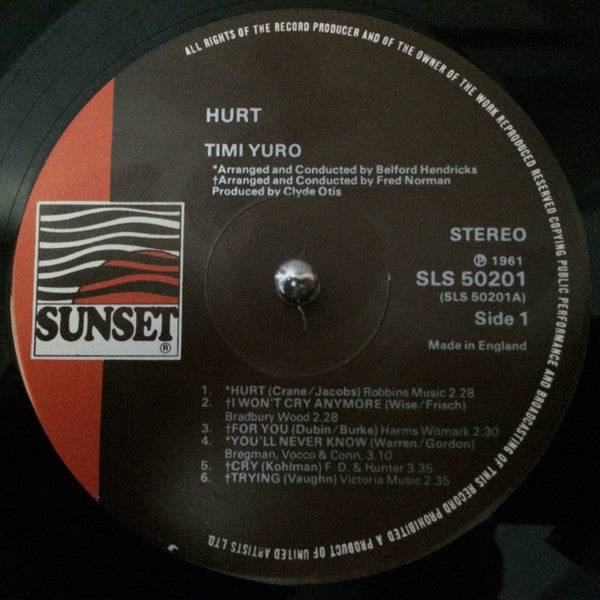 ALL RIGHTS OF THE RECORD PRODUCER AND OF THE OWNER OF THE WORK REPRODUCED RESERVED COPYING PUBLIC PERFORMANCE AND BROADCASTING OF THIS RECORD PROHIBITED A PRODUCT OF UNITED ARTISTS LTD.
HURT
TIMI YURO
*Arranged and Conducted by Belford Hendricks
†Arranged and Conducted by Fred Norman
Produced by Clyde Otis
SUNSET
®
STEREO
℗ 1961
SLS 50201
(SLS 50201A)
Side 1
Made in England
1. *HURT (Crane/Jacobs) Robbins Music 2.28
2. †I WON'T CRY ANYMORE (Wise/Frisch)
Bradbury Wood 2.28
3. †FOR YOU (Dubin/Burke) Harms Witmark 2.30
4. *YOU'LL NEVER KNOW (Warren/Gordon)
Bregman, Vocco & Conn. 3.10
5. †CRY (Kohlman) F. D. & Hunter 3.35
6. †TRYING (Vaughn) Victoria Music 2.35